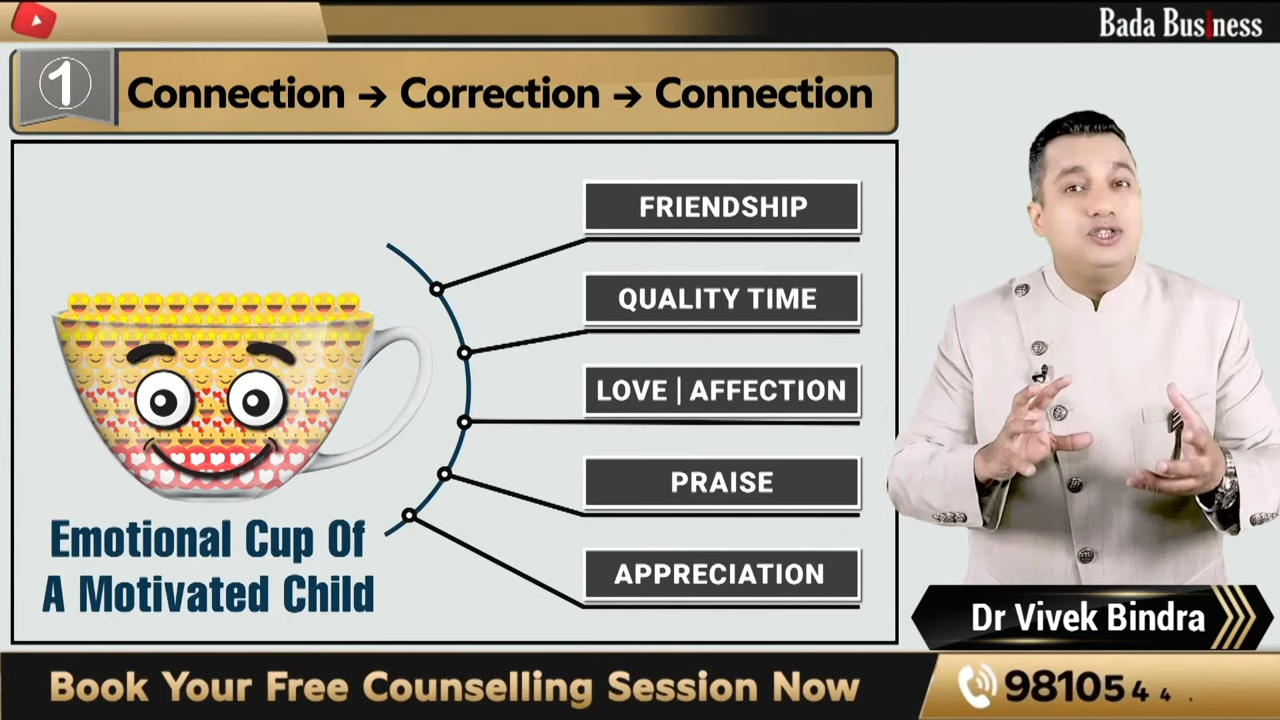 Bada Business
1 Connection → Correction → Connection
FRIENDSHIP
QUALITY TIME
LOVE | AFFECTION
PRAISE
APPRECIATION
Emotional Cup Of
A Motivated Child
Dr Vivek Bindra
Book Your Free Counselling Session Now
9810544